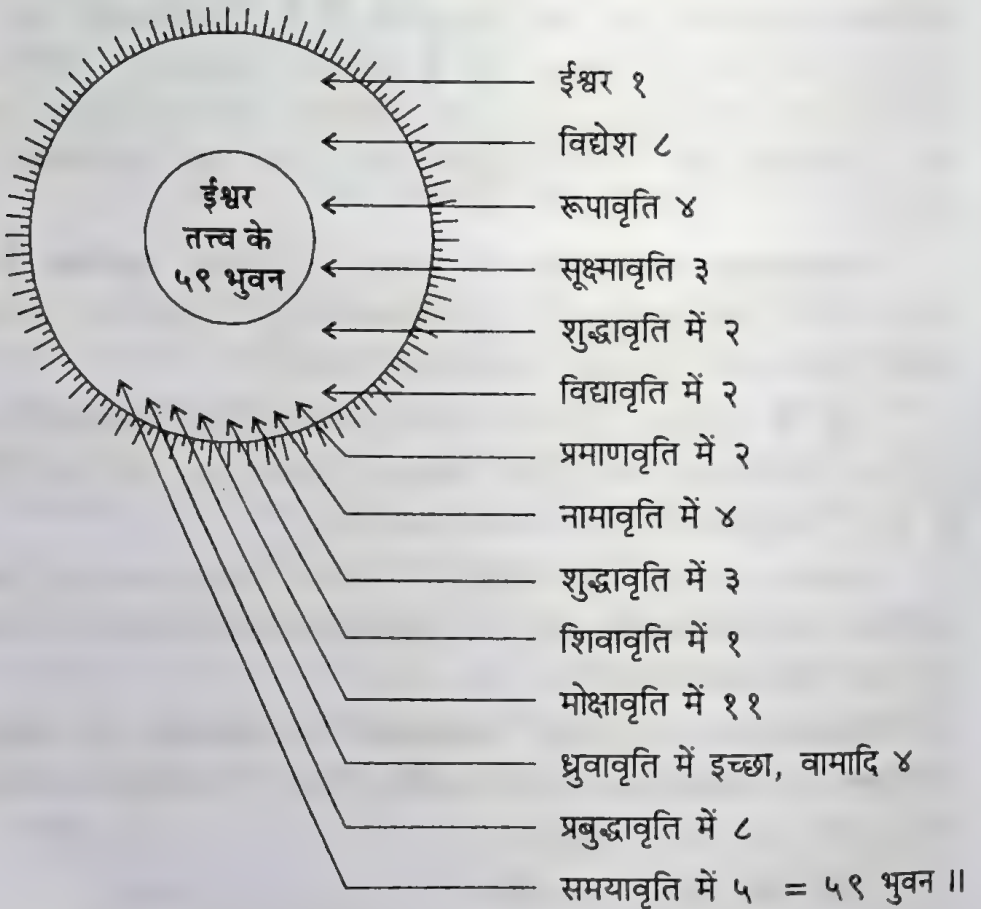 ईश्वर
तत्त्व के
५९ भुवन
ईश्वर १
विद्येश ८
रूपावृति ४
सूक्ष्मावृति ३
शुद्धावृति में २
विद्यावृति में २
प्रमाणवृति में २
नामावृति में ४
शुद्धावृति में ३
शिवावृति में १
मोक्षावृति में ११
ध्रुवावृति में इच्छा, वामादि ४
प्रबुद्धावृति में ८
समयावृति में ५ = ५९ भुवन ॥